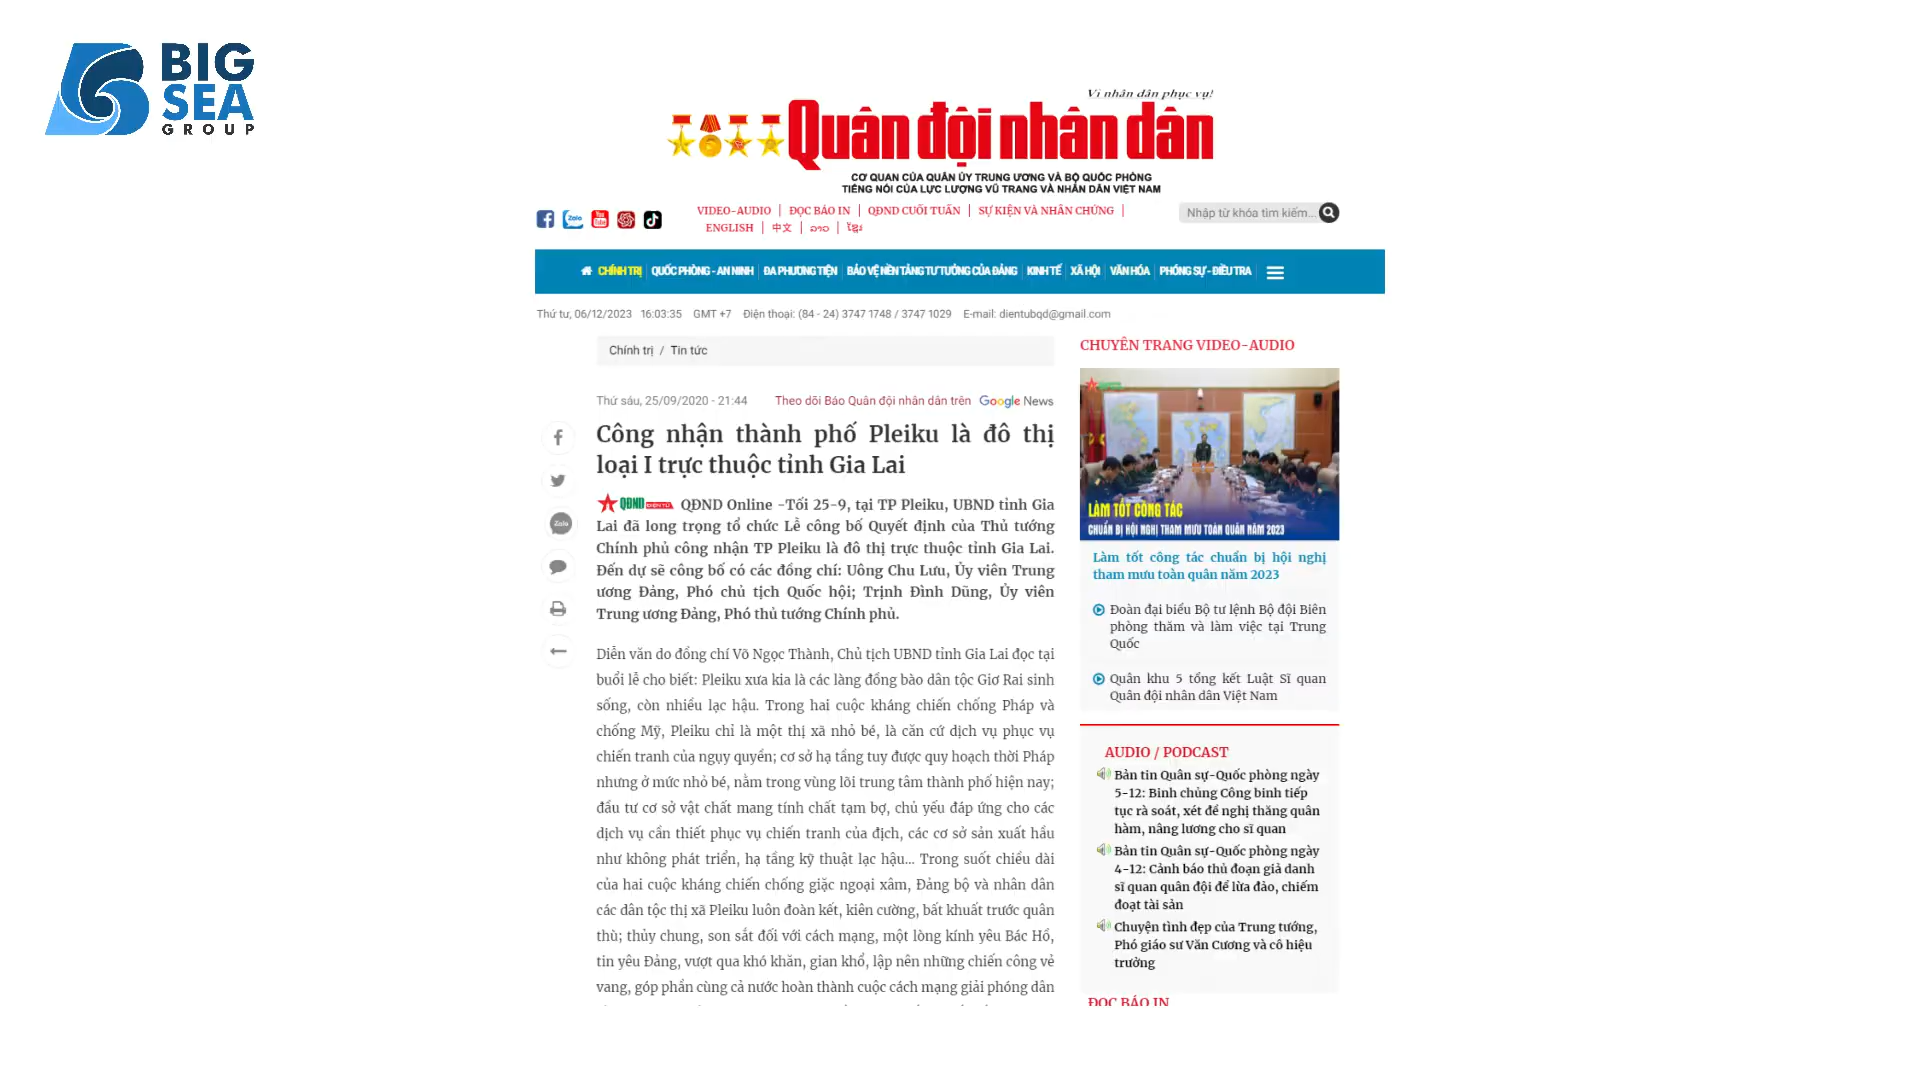 BIG
SEA
GROUP
Vì nhân dân phục vụ!
Quân đội nhân dân
CƠ QUAN CỦA QUÂN ỦY TRUNG ƯƠNG VÀ BỘ QUỐC PHÒNG
TIẾNG NÓI CỦA LỰC LƯỢNG VŨ TRANG VÀ NHÂN DÂN VIỆT NAM
VIDEO-AUDIO | ĐỌC BÁO IN | QĐND CUỐI TUẦN | SỰ KIỆN VÀ NHÂN CHỨNG |
ENGLISH | 中文 | ລາວ | ខ្មែរ
Nhập từ khóa tìm kiếm...
CHÍNH TRỊ QUỐC PHÒNG - AN NINH ĐA PHƯƠNG TIỆN BẢO VỆ NỀN TẢNG TƯ TƯỞNG CỦA ĐẢNG KINH TẾ XÃ HỘI VĂN HÓA PHÓNG SỰ - ĐIỀU TRA
Thứ tư, 06/12/2023 16:03:35 GMT +7 Điện thoại: (84 - 24) 3747 1748 / 3747 1029 E-mail: dientubqd@gmail.com
Chính trị / Tin tức
Thứ sáu, 25/09/2020 - 21:44 Theo dõi Báo Quân đội nhân dân trên Google News
Công nhận thành phố Pleiku là đô thị
loại I trực thuộc tỉnh Gia Lai
QĐND ĐIỆN TỬ QĐND Online -Tối 25-9, tại TP Pleiku, UBND tỉnh Gia
Lai đã long trọng tổ chức Lễ công bố Quyết định của Thủ tướng
Chính phủ công nhận TP Pleiku là đô thị trực thuộc tỉnh Gia Lai.
Đến dự sẽ công bố có các đồng chí: Uông Chu Lưu, Ủy viên Trung
ương Đảng, Phó chủ tịch Quốc hội; Trịnh Đình Dũng, Ủy viên
Trung ương Đảng, Phó thủ tướng Chính phủ.
Diễn văn do đồng chí Võ Ngọc Thành, Chủ tịch UBND tỉnh Gia Lai đọc tại
buổi lễ cho biết: Pleiku xưa kia là các làng đồng bào dân tộc Giơ Rai sinh
sống, còn nhiều lạc hậu. Trong hai cuộc kháng chiến chống Pháp và
chống Mỹ, Pleiku chỉ là một thị xã nhỏ bé, là căn cứ dịch vụ phục vụ
chiến tranh của ngụy quyền; cơ sở hạ tầng tuy được quy hoạch thời Pháp
nhưng ở mức nhỏ bé, nằm trong vùng lõi trung tâm thành phố hiện nay;
đầu tư cơ sở vật chất mang tính chất tạm bợ, chủ yếu đáp ứng cho các
dịch vụ cần thiết phục vụ chiến tranh của địch, các cơ sở sản xuất hầu
như không phát triển, hạ tầng kỹ thuật lạc hậu... Trong suốt chiều dài
của hai cuộc kháng chiến chống giặc ngoại xâm, Đảng bộ và nhân dân
các dân tộc thị xã Pleiku luôn đoàn kết, kiên cường, bất khuất trước quân
thù; thủy chung, son sắt đối với cách mạng, một lòng kính yêu Bác Hồ,
tin yêu Đảng, vượt qua khó khăn, gian khổ, lập nên những chiến công vẻ
vang, góp phần cùng cả nước hoàn thành cuộc cách mạng giải phóng dân
Zalo
Zalo
You Tube
CHUYÊN TRANG VIDEO-AUDIO
LÀM TỐT CÔNG TÁC
CHUẨN BỊ HỘI NGHỊ THAM MƯU TOÀN QUÂN NĂM 2023
Làm tốt công tác chuẩn bị hội nghị
tham mưu toàn quân năm 2023
Đoàn đại biểu Bộ tư lệnh Bộ đội Biên
phòng thăm và làm việc tại Trung
Quốc
Quân khu 5 tổng kết Luật Sĩ quan
Quân đội nhân dân Việt Nam
AUDIO / PODCAST
Bản tin Quân sự-Quốc phòng ngày
5-12: Binh chủng Công binh tiếp
tục rà soát, xét đề nghị thăng quân
hàm, nâng lương cho sĩ quan
Bản tin Quân sự-Quốc phòng ngày
4-12: Cảnh báo thủ đoạn giả danh
sĩ quan quân đội để lừa đảo, chiếm
đoạt tài sản
Chuyện tình đẹp của Trung tướng,
Phó giáo sư Văn Cương và cô hiệu
trưởng
ĐỌC BÁO IN